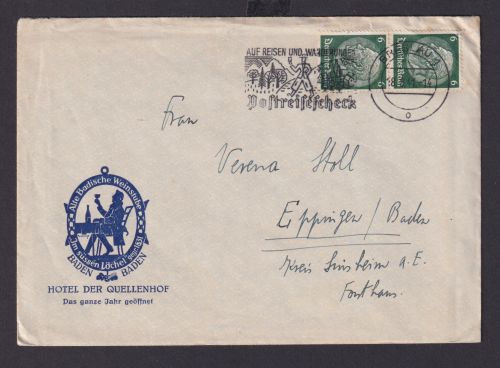 AUF REISEN UND WANDERUNGEN
Postreisescheck
6
Deutsches Reich
6
Deutsches Reich
Frau
Verena Stoll
Eppingen / Baden
Kreis Sinsheim a. E.
Forsthaus.
Alte Badische Weinstube
"Im süssen Löchel"
BADEN BADEN
HOTEL DER QUELLENHOF
Das ganze Jahr geöffnet